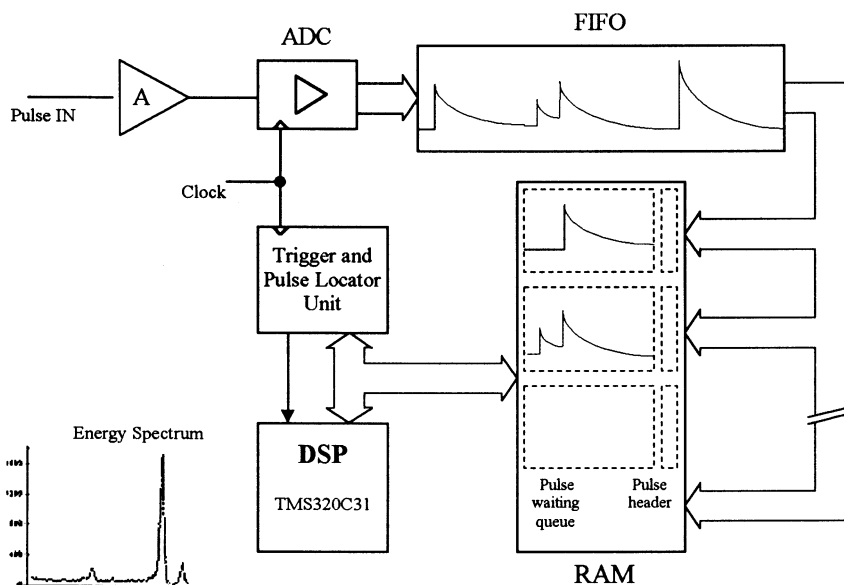 ADC
FIFO
A
Pulse IN
Clock
Trigger and
Pulse Locator
Unit
DSP
TMS320C31
Energy Spectrum
1200
Pulse
waiting
queue
Pulse
header
RAM